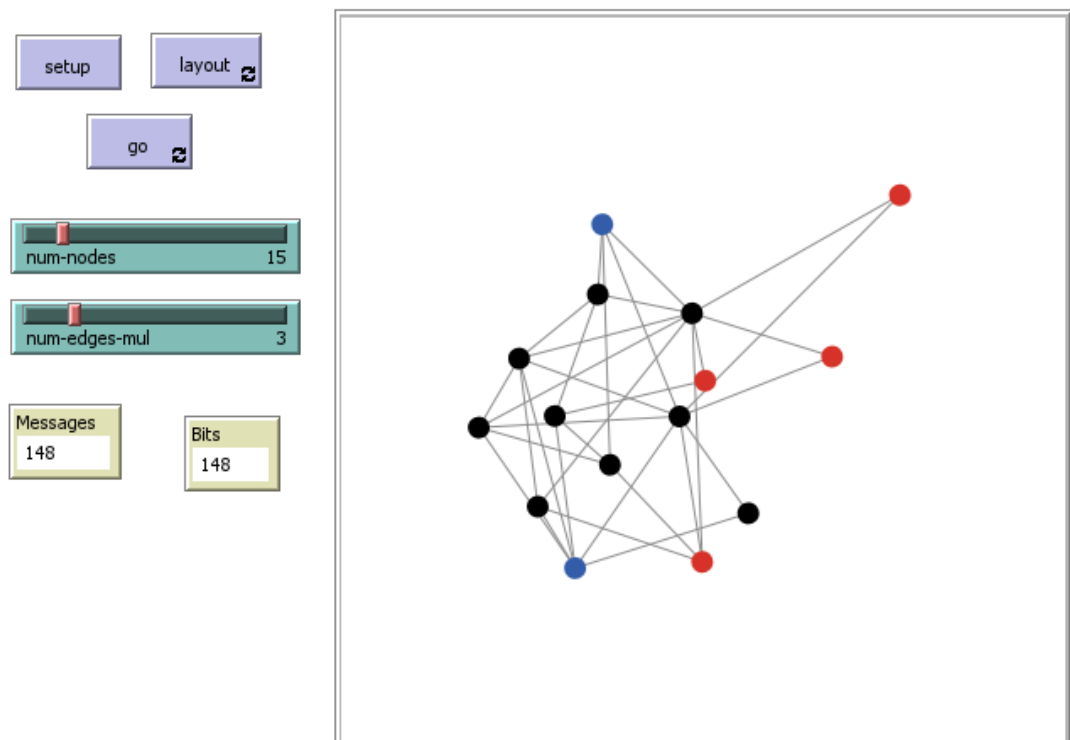 setup
layout
go
num-nodes 15
num-edges-mul 3
Messages
148
Bits
148